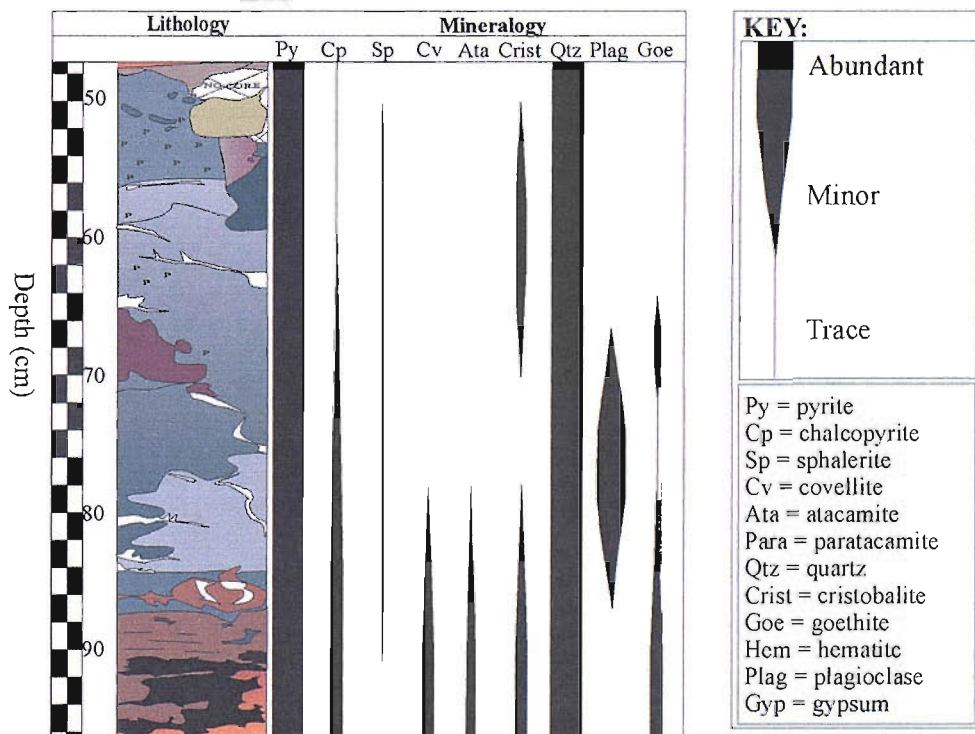 Lithology Mineralogy
Py Cp Sp Cv Ata Crist Qtz Plag Goe
NO CORE
50
P P
P P P P
P P P
P P P
P
P
60
P P
P P
P
70
80
90
Depth (cm)
KEY:
Abundant
Minor
Trace
Py = pyrite
Cp = chalcopyrite
Sp = sphalerite
Cv = covellite
Ata = atacamite
Para = paratacamite
Qtz = quartz
Crist = cristobalite
Goe = goethite
Hem = hematite
Plag = plagioclase
Gyp = gypsum